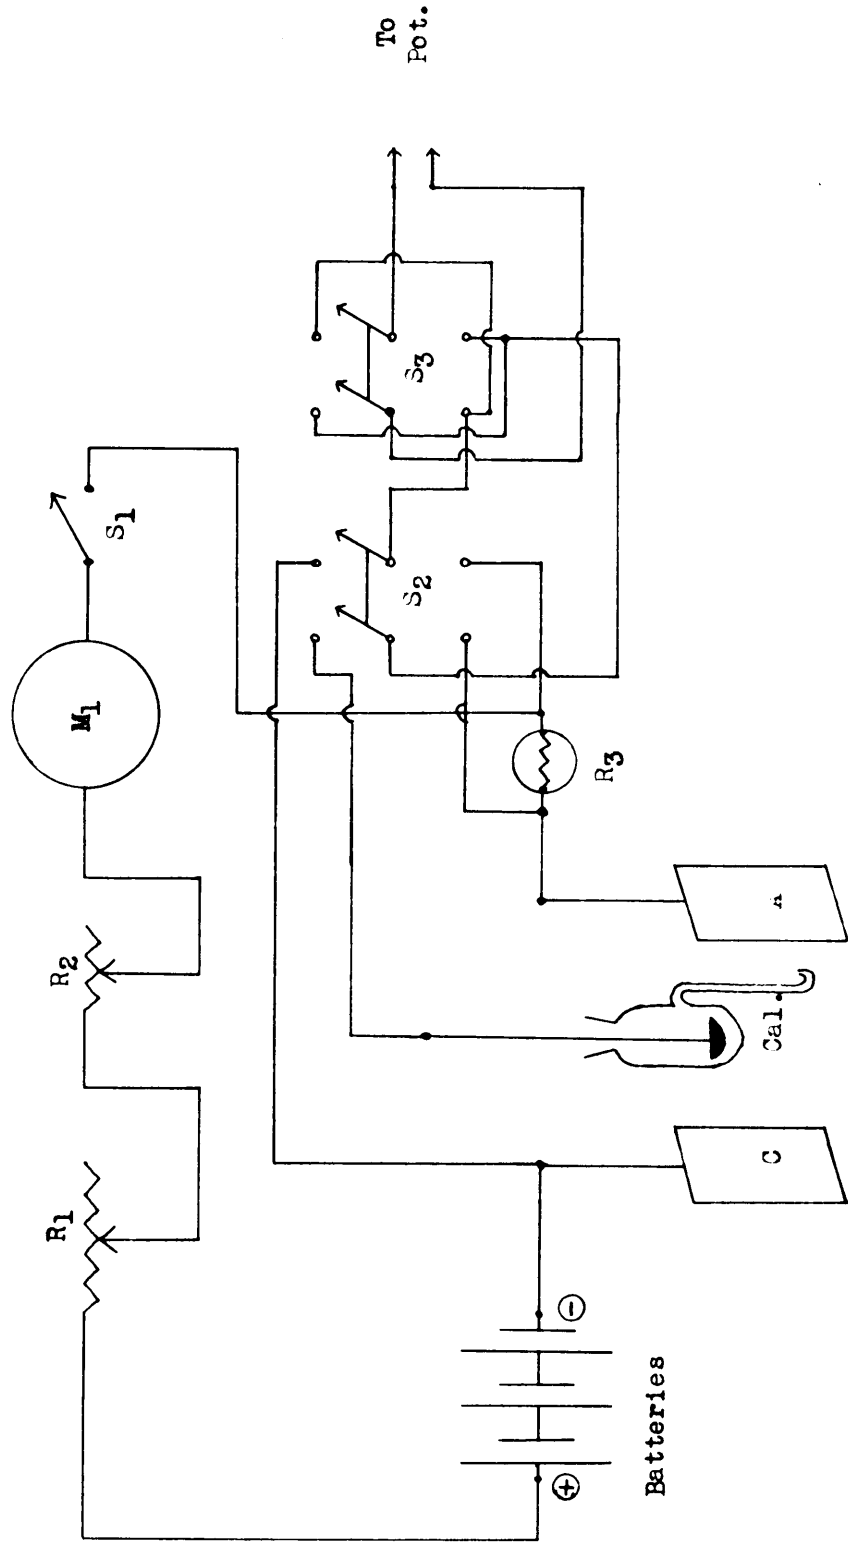 To
Pot.
S1
M1
R2
R1
S3
S2
R3
A
Cal.
C
Batteries
+
-